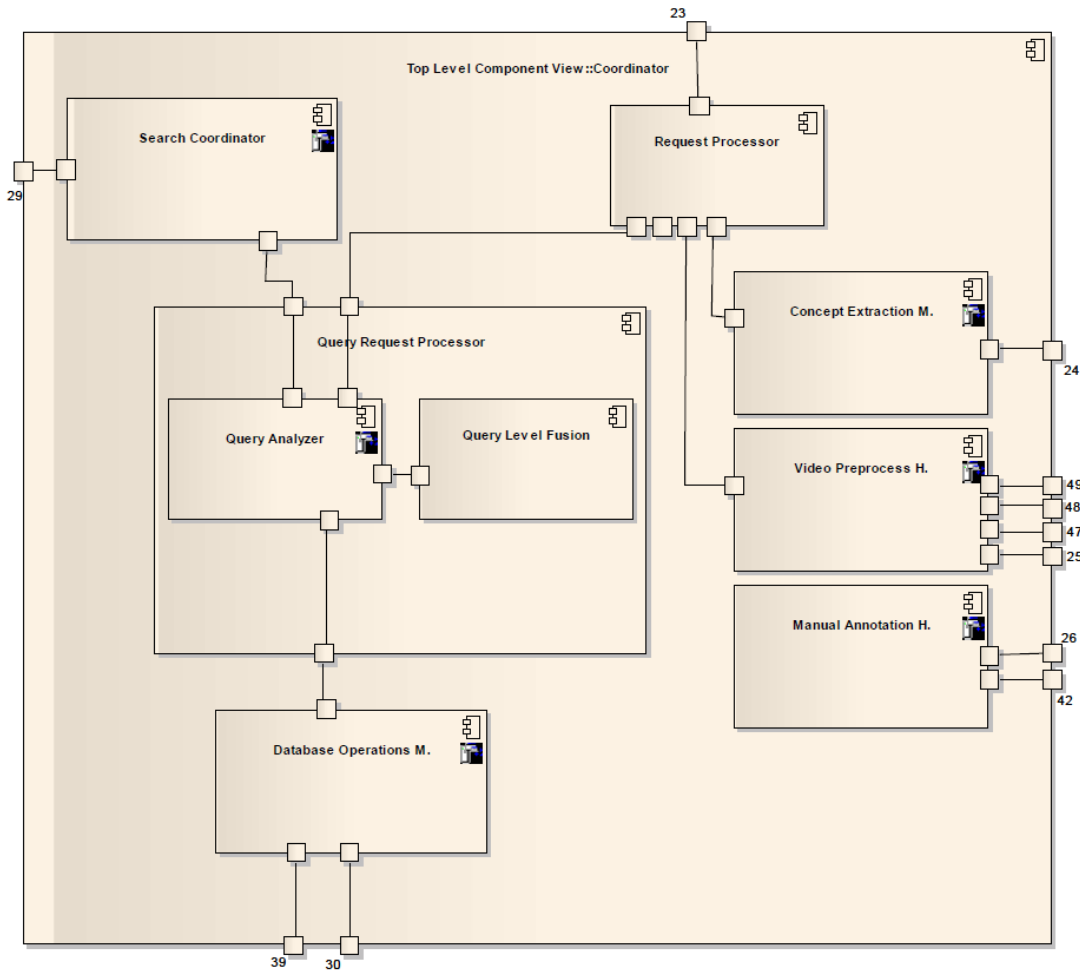 23
Top Level Component View::Coordinator
Search Coordinator
Request Processor
29
Concept Extraction M.
Query Request Processor
24
Query Analyzer
Query Level Fusion
Video Preprocess H.
49
48
47
25
Manual Annotation H.
26
42
Database Operations M.
39
30